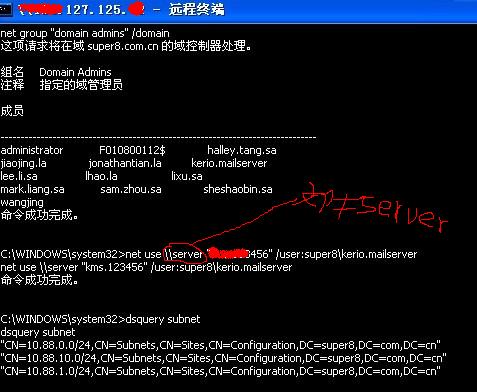 127.125. 2 - 远程终端
net group "domain admins" /domain
这项请求将在域 super8.com.cn 的域控制器处理。
组名 Domain Admins
注释 指定的域管理员
成员
-------------------------------------------------------------------------------
administrator F010800112$ halley.tang.sa
jiaojing.la jonathantian.la kerio.mailserver
lee.li.sa lhao.la lixu.sa
mark.liang.sa sam.zhou.sa sheshaobin.sa
wangjing
命令成功完成。
server
C:\WINDOWS\system32>net use \\server " 3456" /user:super8\kerio.mailserver
net use \\server "kms.123456" /user:super8\kerio.mailserver
命令成功完成。
C:\WINDOWS\system32>dsquery subnet
dsquery subnet
"CN=10.88.0.0/24,CN=Subnets,CN=Sites,CN=Configuration,DC=super8,DC=com,DC=cn"
"CN=10.88.10.0/24,CN=Subnets,CN=Sites,CN=Configuration,DC=super8,DC=com,DC=cn"
"CN=10.88.1.0/24,CN=Subnets,CN=Sites,CN=Configuration,DC=super8,DC=com,DC=cn"